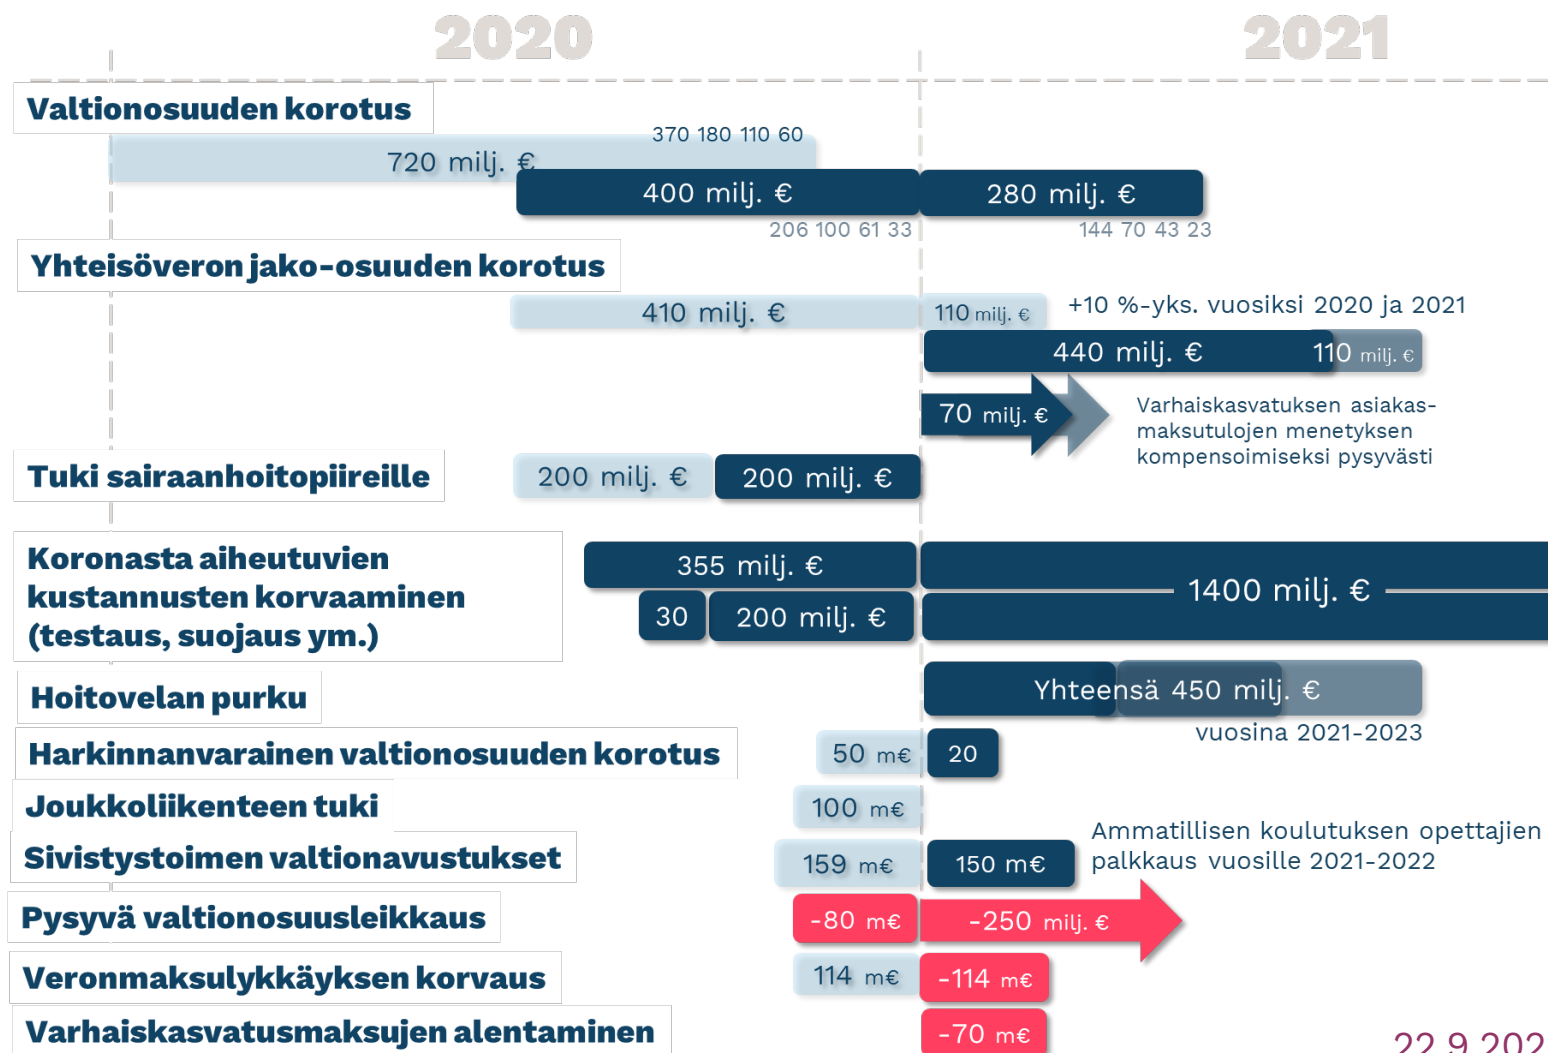 2020
2021
Valtionosuuden korotus
370 180 110 60
720 milj. €
400 milj. €
280 milj. €
206 100 61 33
144 70 43 23
Yhteisöveron jako-osuuden korotus
410 milj. €
110 milj. €
+10 %-yks. vuosiksi 2020 ja 2021
440 milj. €
110 milj. €
70 milj. €
Varhaiskasvatuksen asiakas-
maksutulojen menetyksen
kompensoimiseksi pysyvästi
Tuki sairaanhoitopiireille
200 milj. €
200 milj. €
Koronasta aiheutuvien
kustannusten korvaaminen
(testaus, suojaus ym.)
355 milj. €
30
200 milj. €
1400 milj. €
Hoitovelan purku
Yhteensä 450 milj. €
vuosina 2021-2023
Harkinnanvarainen valtionosuuden korotus
50 m€
20
Joukkoliikenteen tuki
100 m€
Sivistystoimen valtionavustukset
159 m€
150 m€
Ammatillisen koulutuksen opettajien
palkkaus vuosille 2021-2022
Pysyvä valtionosuusleikkaus
-80 m€
-250 milj. €
Veronmaksulykkäyksen korvaus
114 m€
-114 m€
Varhaiskasvatusmaksujen alentaminen
-70 m€
22.9.202